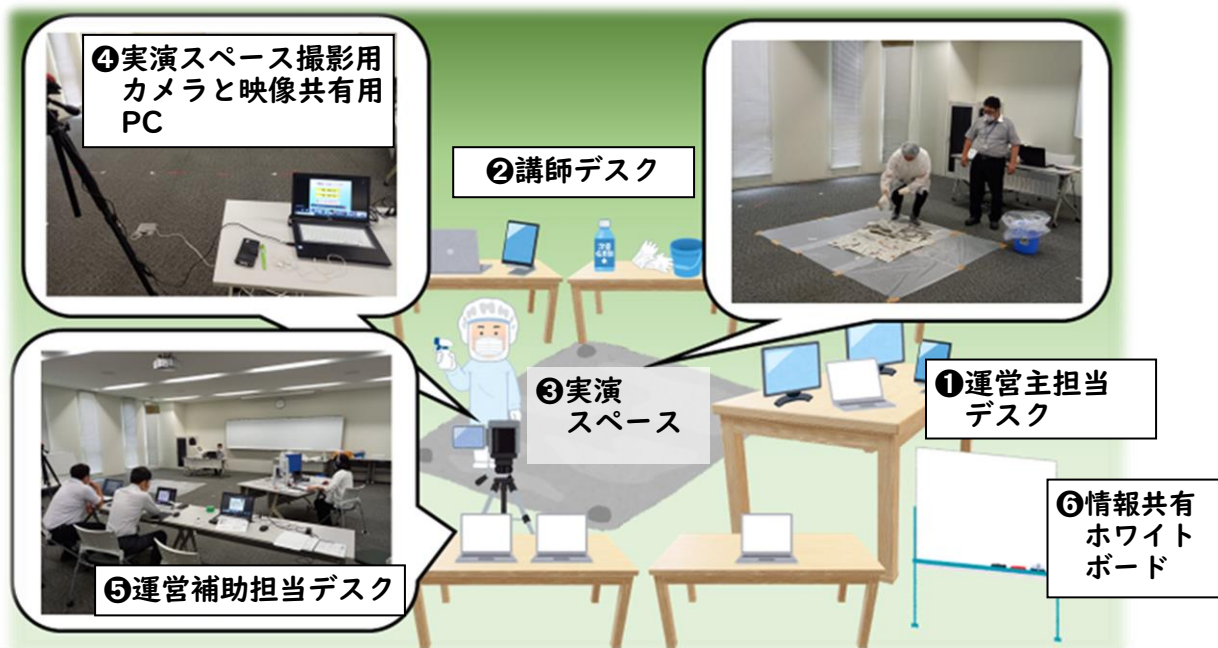 ❹実演スペース撮影用
カメラと映像共有用
PC
❷講師デスク
❸実演
スペース
❶運営主担当
デスク
❻情報共有
ホワイト
ボード
❺運営補助担当デスク